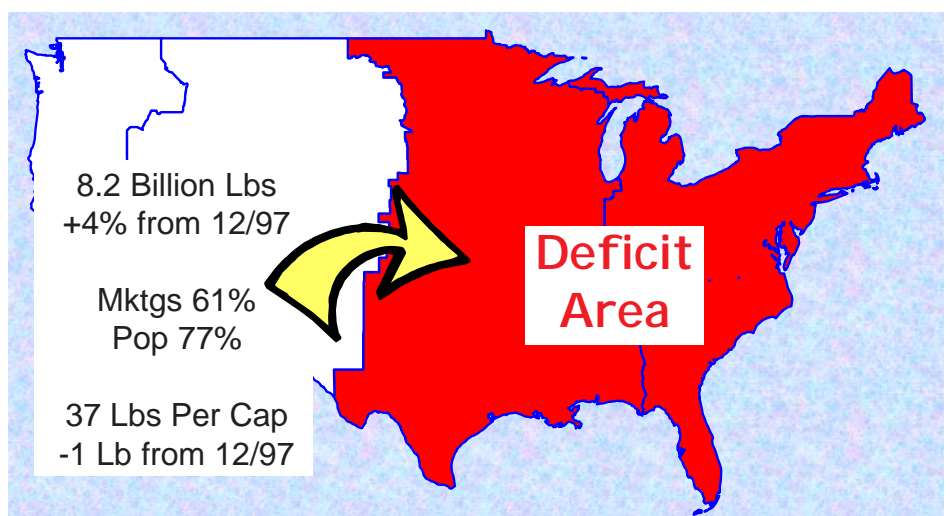 8.2 Billion Lbs
+4% from 12/97
Mktgs 61%
Pop 77%
37 Lbs Per Cap
-1 Lb from 12/97
Deficit
Area